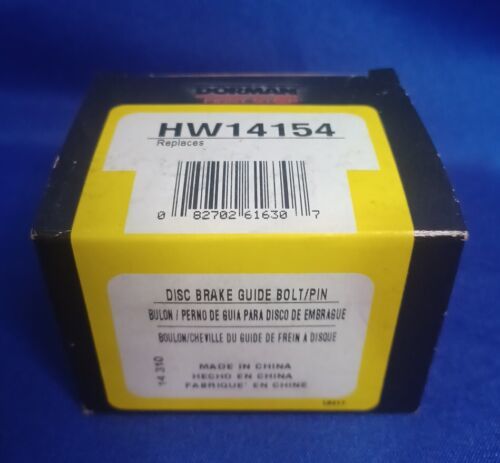 DORMAN
HW14154
Replaces
0 82702 61630 7
DISC BRAKE GUIDE BOLT/PIN
BULON / PERNO DE GUIA PARA DISCO DE EMBRAGUE
BOULON/CHEVILLE DU GUIDE DE FREIN A DISQUE
14 310
MADE IN CHINA
HECHO EN CHINA
FABRIQUE' EN CHINE